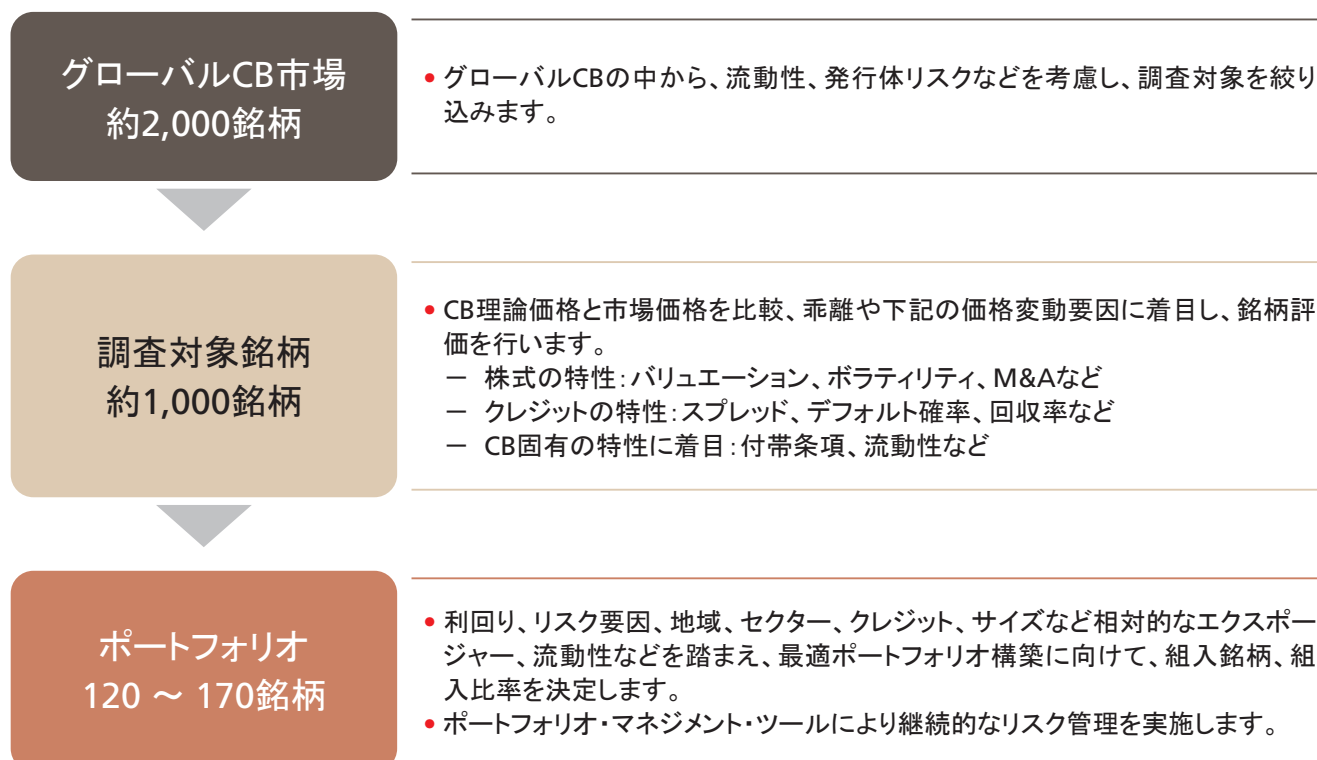 グローバルCB市場
約2,000銘柄
• グローバルCBの中から、流動性、発行体リスクなどを考慮し、調査対象を絞り
込みます。
調査対象銘柄
約1,000銘柄
• CB理論価格と市場価格を比較、乖離や下記の価格変動要因に着目し、銘柄評
価を行います。
－ 株式の特性：バリュエーション、ボラティリティ、M&Aなど
－ クレジットの特性：スプレッド、デフォルト確率、回収率など
－ CB固有の特性に着目：付帯条項、流動性など
ポートフォリオ
120 ～ 170銘柄
• 利回り、リスク要因、地域、セクター、クレジット、サイズなど相対的なエクスポー
ジャー、流動性などを踏まえ、最適ポートフォリオ構築に向けて、組入銘柄、組
入比率を決定します。
• ポートフォリオ・マネジメント・ツールにより継続的なリスク管理を実施します。